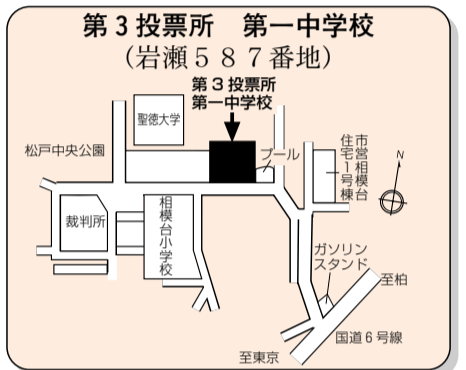 第3投票所　第一中学校
(岩瀬587番地)
第3投票所
第一中学校
聖徳大学
松戸中央公園
プール
市営相模台
住宅1号棟
N
裁判所
相模台小学校
ガソリン
スタンド
至柏
国道6号線
至東京